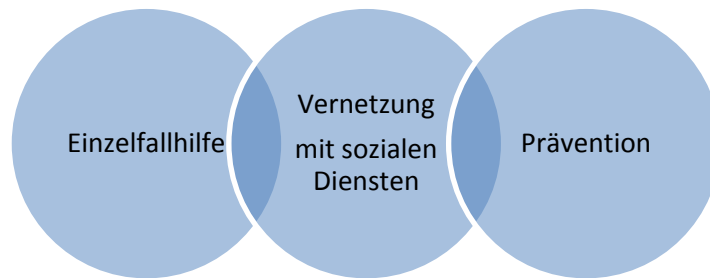 Einzelfallhilfe
Vernetzung
mit sozialen
Diensten
Prävention